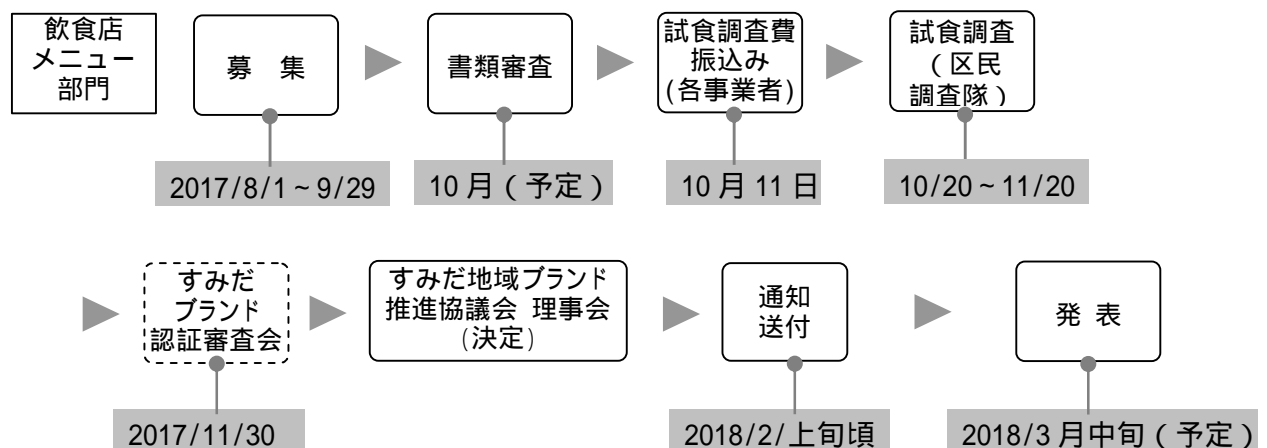 飲食店
メニュー
部門
募 集
書類審査
試食調査費
振込み
(各事業者)
試食調査
(区民
調査隊)
2017/8/1~9/29
10月(予定)
10月11日
10/20~11/20
すみだ
ブランド
認証審査会
すみだ地域ブランド
推進協議会 理事会
(決定)
通知
送付
発 表
2017/11/30
2018/2/上旬頃
2018/3月中旬(予定)